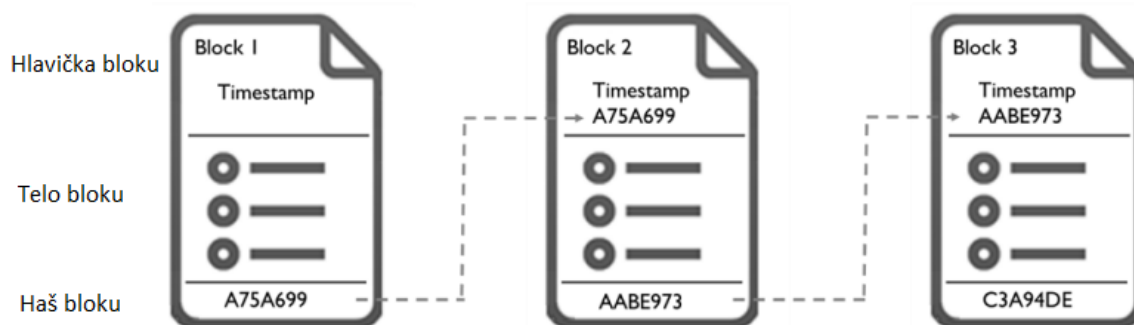 Hlavička bloku
Telo bloku
Haš bloku
Block 1
Timestamp
A75A699
Block 2
Timestamp
A75A699
AABE973
Block 3
Timestamp
AABE973
C3A94DE